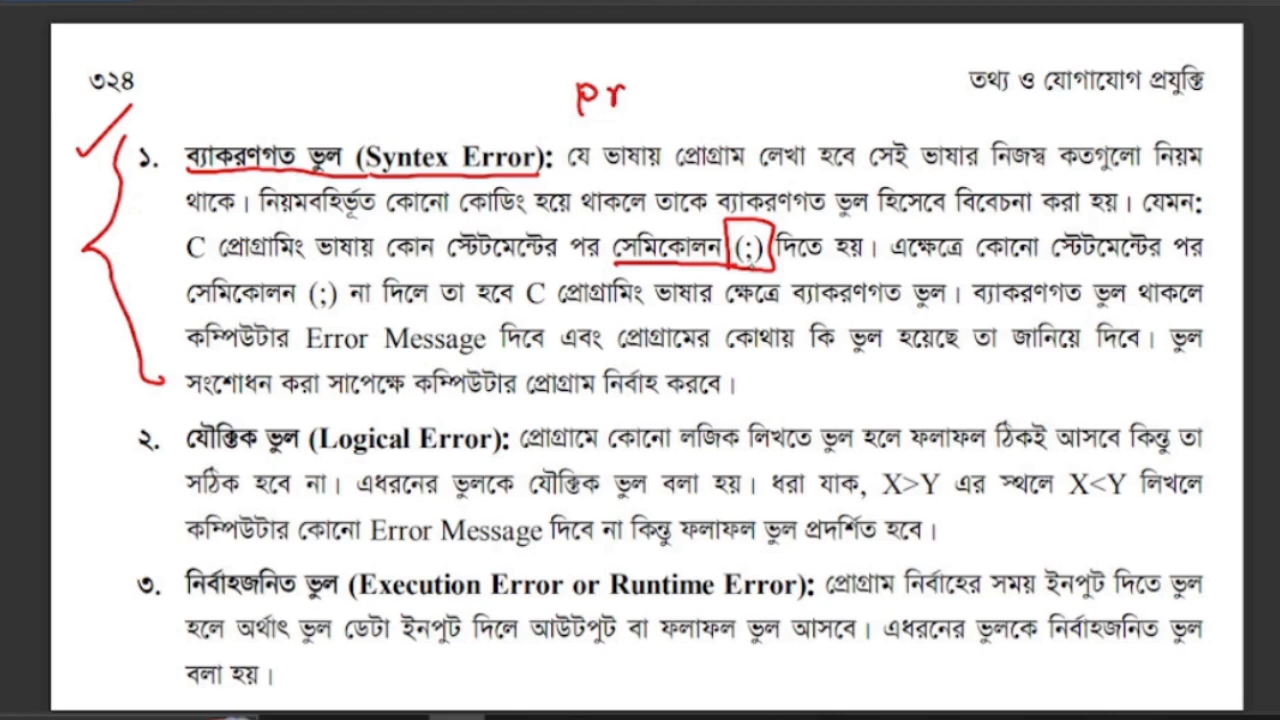 ৩২৪ তথ্য ও যোগাযোগ প্রযুক্তি
pr
১. ব্যাকরণগত ভুল (Syntex Error): যে ভাষায় প্রোগ্রাম লেখা হবে সেই ভাষার নিজস্ব কতগুলো নিয়ম
থাকে। নিয়মবহির্ভূত কোনো কোডিং হয়ে থাকলে তাকে ব্যাকরণগত ভুল হিসেবে বিবেচনা করা হয়। যেমন:
C প্রোগ্রামিং ভাষায় কোন স্টেটমেন্টের পর সেমিকোলন (;) দিতে হয়। এক্ষেত্রে কোনো স্টেটমেন্টের পর
সেমিকোলন (;) না দিলে তা হবে C প্রোগ্রামিং ভাষার ক্ষেত্রে ব্যাকরণগত ভুল। ব্যাকরণগত ভুল থাকলে
কম্পিউটার Error Message দিবে এবং প্রোগ্রামের কোথায় কি ভুল হয়েছে তা জানিয়ে দিবে। ভুল
সংশোধন করা সাপেক্ষে কম্পিউটার প্রোগ্রাম নির্বাহ করবে।
২. যৌক্তিক ভুল (Logical Error): প্রোগ্রামে কোনো লজিক লিখতে ভুল হলে ফলাফল ঠিকই আসবে কিন্তু তা
সঠিক হবে না। এধরনের ভুলকে যৌক্তিক ভুল বলা হয়। ধরা যাক, X>Y এর স্থলে X<Y লিখলে
কম্পিউটার কোনো Error Message দিবে না কিন্তু ফলাফল ভুল প্রদর্শিত হবে।
৩. নির্বাহজনিত ভুল (Execution Error or Runtime Error): প্রোগ্রাম নির্বাহের সময় ইনপুট দিতে ভুল
হলে অর্থাৎ ভুল ডেটা ইনপুট দিলে আউটপুট বা ফলাফল ভুল আসবে। এধরনের ভুলকে নির্বাহজনিত ভুল
বলা হয়।